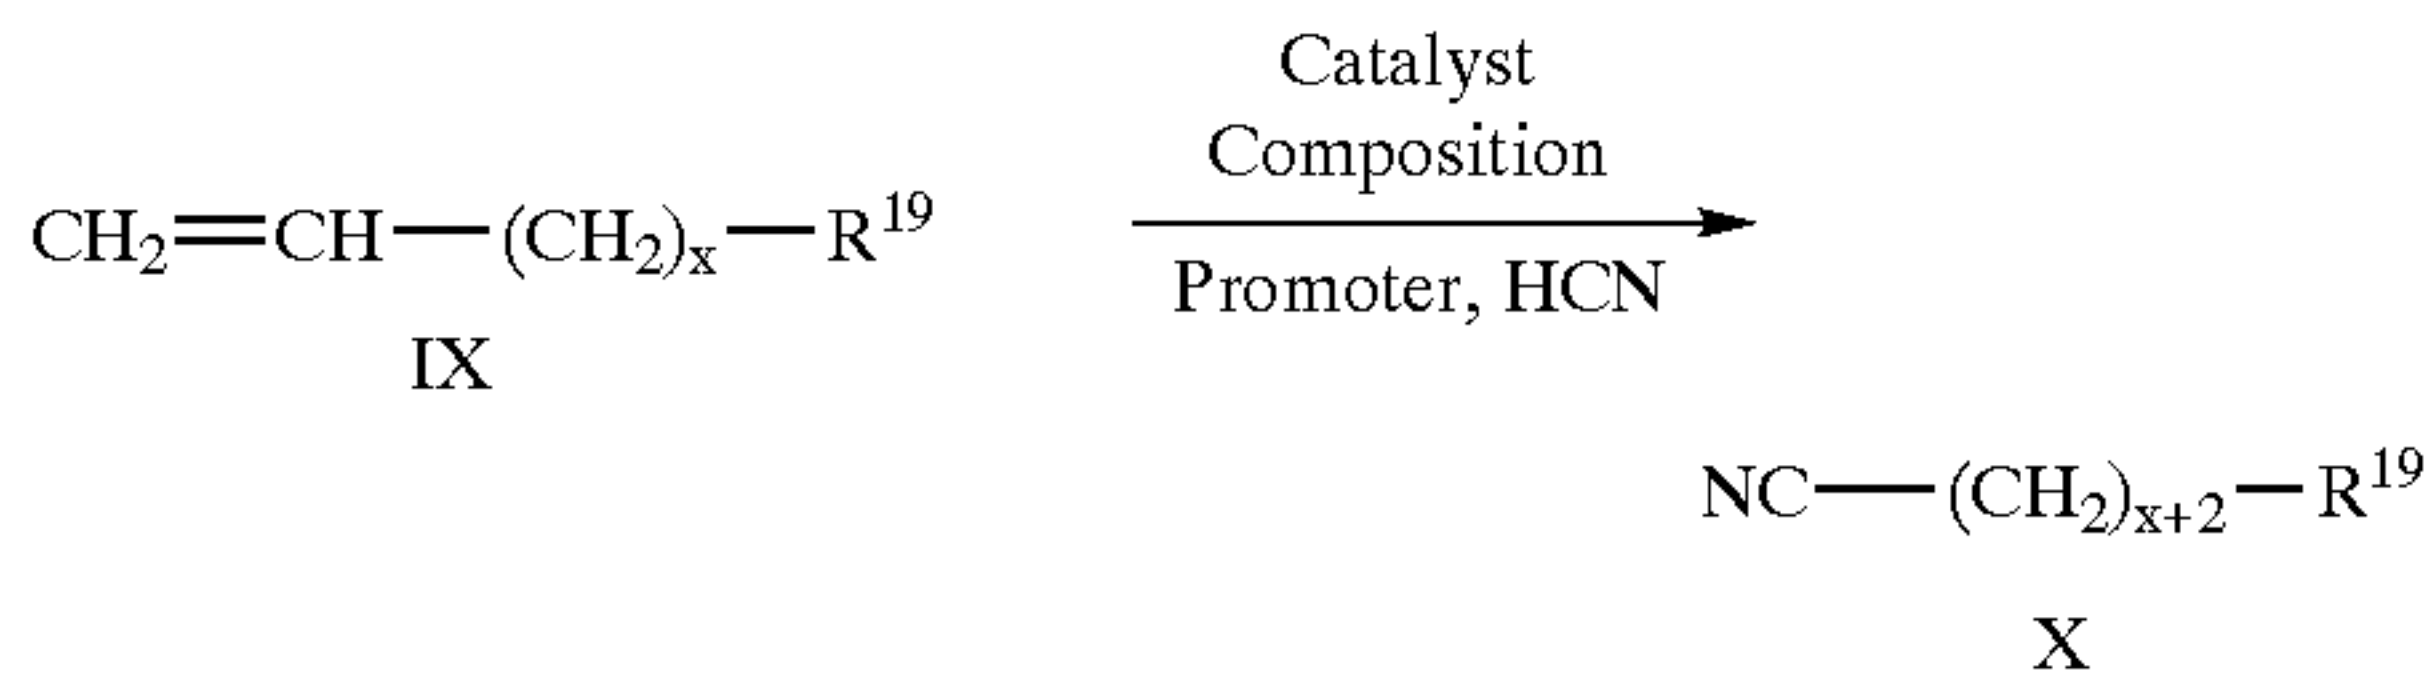 Catalyst
Composition
CH₂=CH—(CH₂)ₓ—R¹⁹
Promoter, HCN
IX
NC—(CH₂)ₓ₊₂—R¹⁹
X